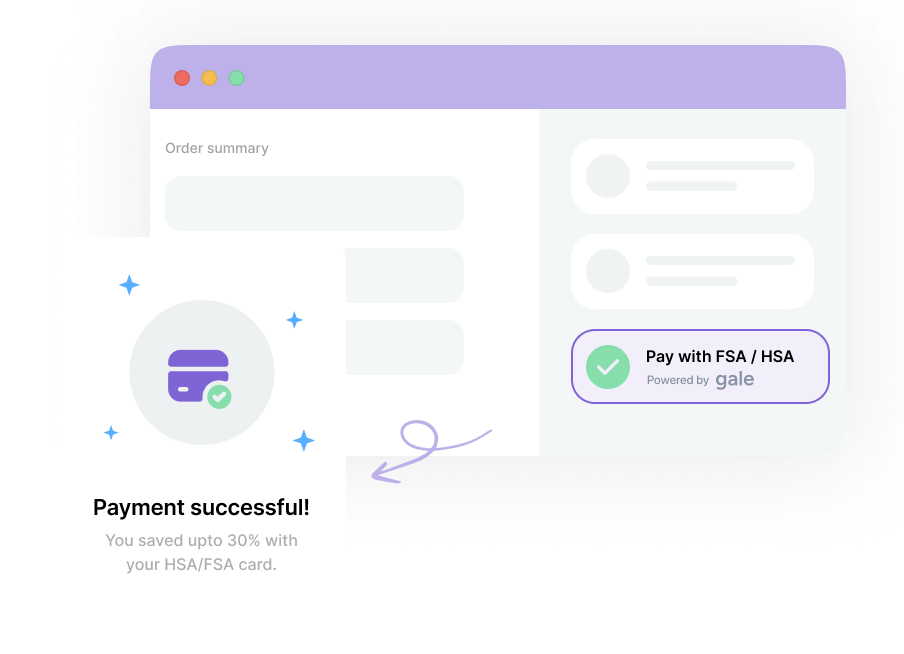 Order summary
Pay with FSA / HSA
Powered by gale
Payment successful!
You saved upto 30% with
your HSA/FSA card.